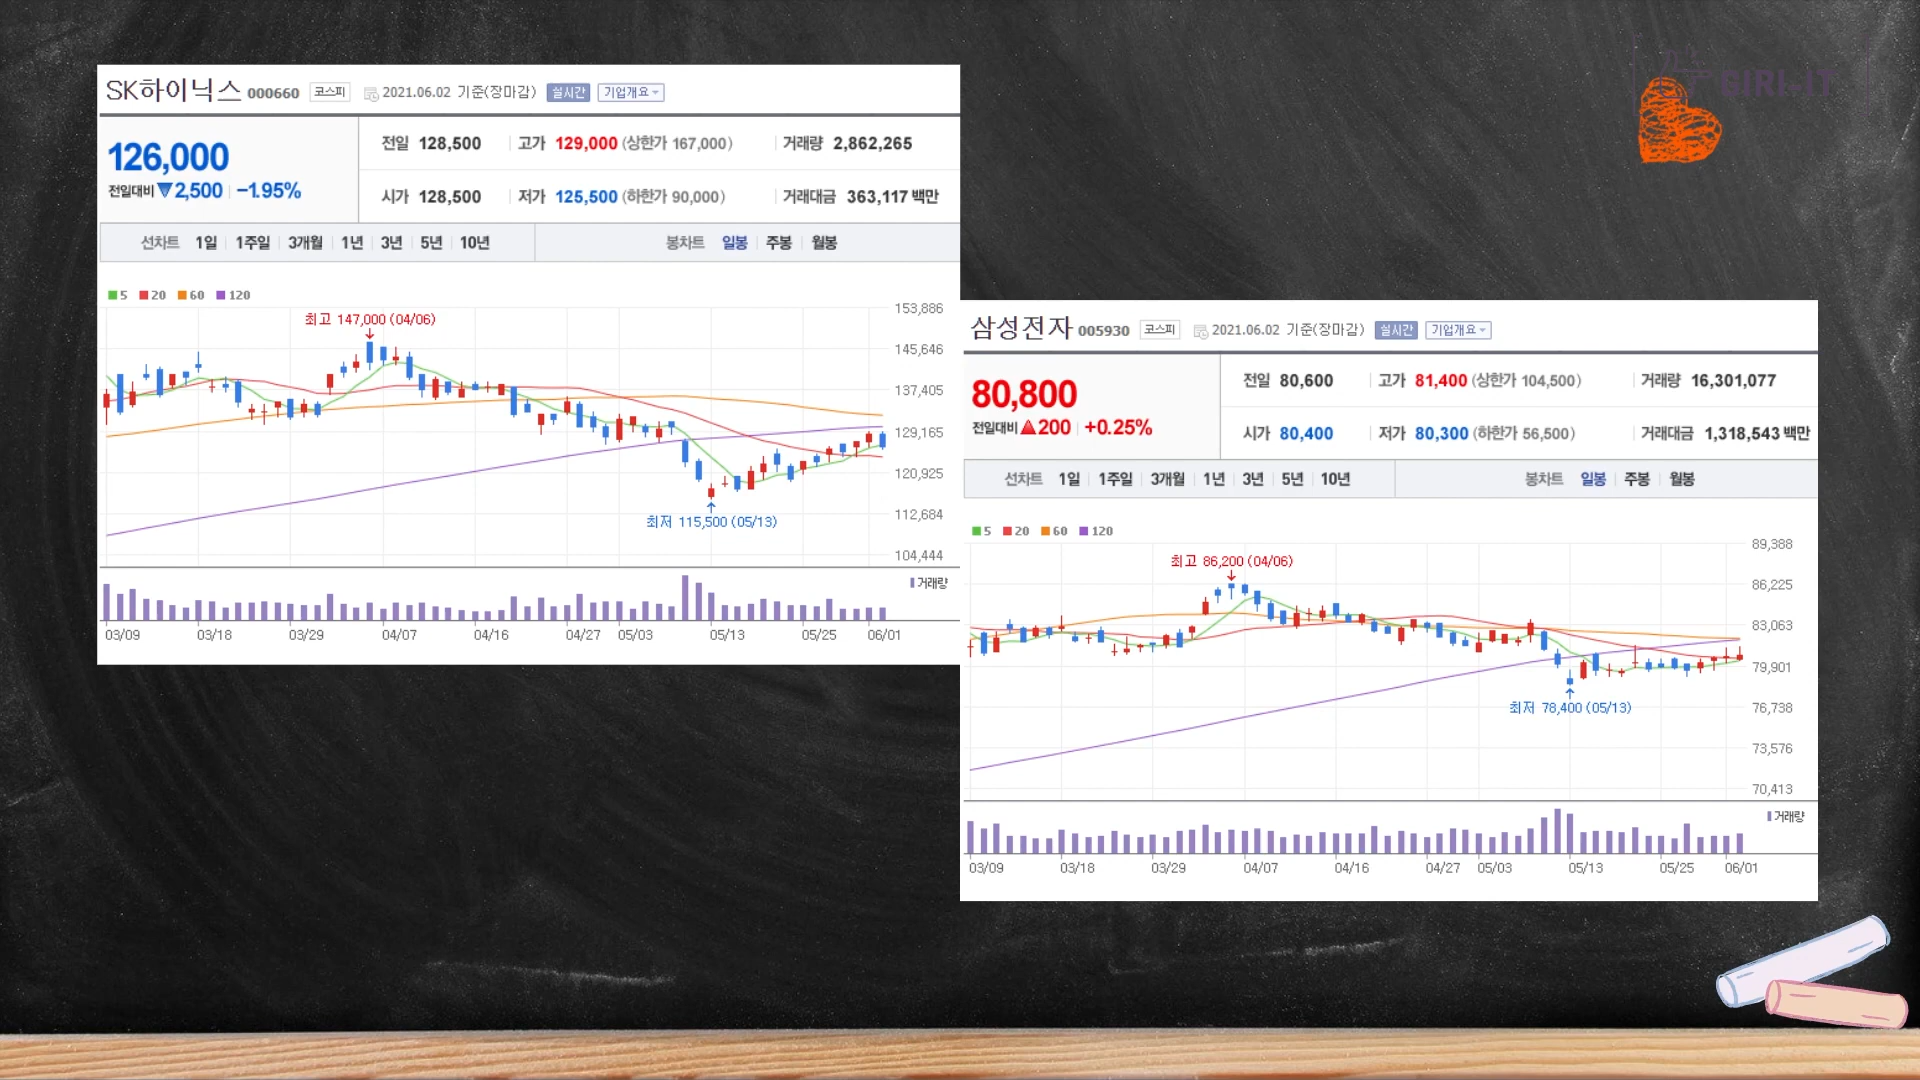 SK하이닉스 000660 코스피 2021.06.02 기준(장마감) 실시간 기업개요
126,000
전일대비 ▼2,500 -1.95%
전일 128,500 고가 129,000 (상한가 167,000) 거래량 2,862,265
시가 128,500 저가 125,500 (하한가 90,000) 거래대금 363,117 백만
선차트 1일 1주일 3개월 1년 3년 5년 10년 봉차트 일봉 주봉 월봉
5 20 60 120
최고 147,000 (04/06)
최저 115,500 (05/13)
153,886
145,646
137,405
129,165
120,925
112,684
104,444
거래량
03/09 03/18 03/29 04/07 04/16 04/27 05/03 05/13 05/25 06/01
GIRL-IT
삼성전자 005930 코스피 2021.06.02 기준(장마감) 실시간 기업개요
80,800
전일대비 ▲200 +0.25%
전일 80,600 고가 81,400 (상한가 104,500) 거래량 16,301,077
시가 80,400 저가 80,300 (하한가 56,500) 거래대금 1,318,543 백만
선차트 1일 1주일 3개월 1년 3년 5년 10년 봉차트 일봉 주봉 월봉
5 20 60 120
최고 86,200 (04/06)
최저 78,400 (05/13)
89,388
86,225
83,063
79,901
76,738
73,576
70,413
거래량
03/09 03/18 03/29 04/07 04/16 04/27 05/03 05/13 05/25 06/01